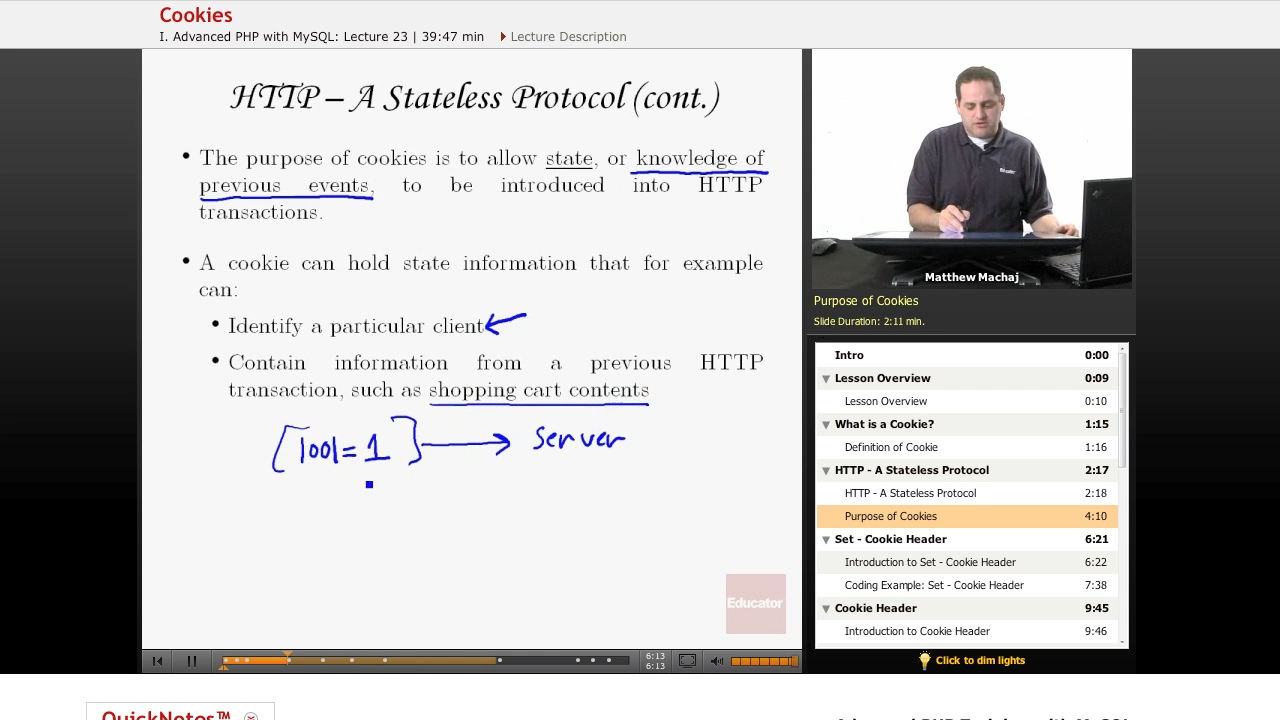 Cookies
I. Advanced PHP with MySQL: Lecture 23 | 39:47 min Lecture Description
HTTP – A Stateless Protocol (cont.)
• The purpose of cookies is to allow state, or knowledge of
previous events, to be introduced into HTTP
transactions.
• A cookie can hold state information that for example
can:
• Identify a particular client
• Contain information from a previous HTTP
transaction, such as shopping cart contents
[Tool = 1] → Server
Educator
6:13
6:13
Matthew Machaj
Purpose of Cookies
Slide Duration: 2:11 min.
Intro 0:00
Lesson Overview 0:09
Lesson Overview 0:10
What is a Cookie? 1:15
Definition of Cookie 1:16
HTTP - A Stateless Protocol 2:17
HTTP - A Stateless Protocol 2:18
Purpose of Cookies 4:10
Set - Cookie Header 6:21
Introduction to Set - Cookie Header 6:22
Coding Example: Set - Cookie Header 7:38
Cookie Header 9:45
Introduction to Cookie Header 9:46
Click to dim lights
QuickNotes™